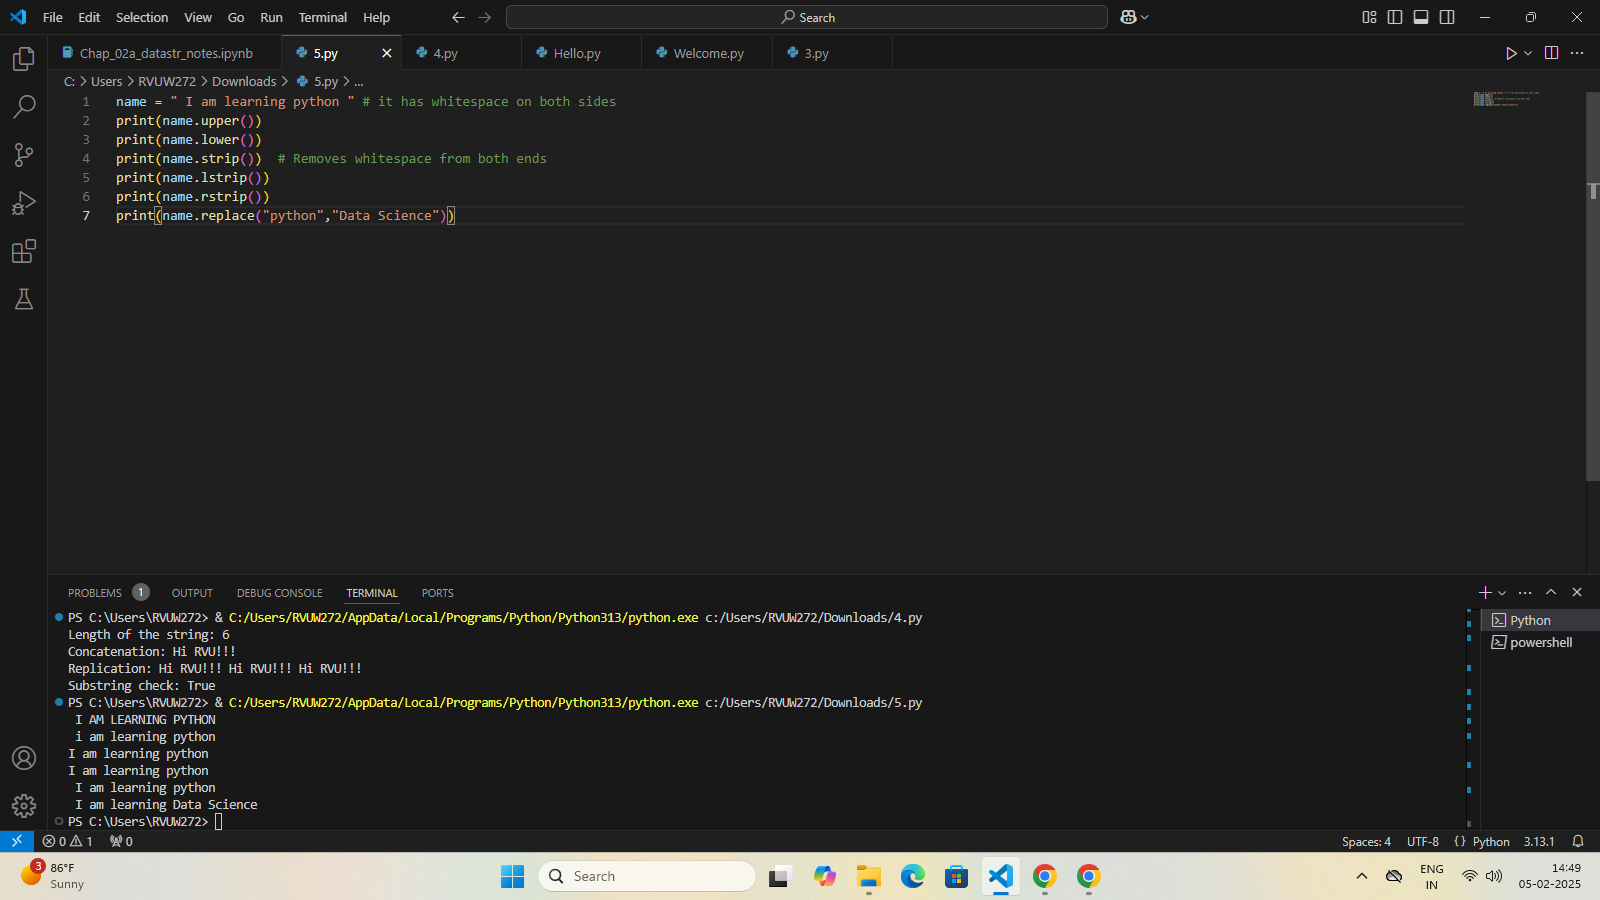 File Edit Selection View Go Run Terminal Help
Search
Chap_02a_datastr_notes.ipynb 5.py 4.py Hello.py Welcome.py 3.py
C: > Users > RVUW272 > Downloads > 5.py > ...
1 name = " I am learning python " # it has whitespace on both sides
2 print(name.upper())
3 print(name.lower())
4 print(name.strip())  # Removes whitespace from both ends
5 print(name.lstrip())
6 print(name.rstrip())
7 print(name.replace("python","Data Science"))
PROBLEMS 1 OUTPUT DEBUG CONSOLE TERMINAL PORTS
PS C:\Users\RVUW272> & C:/Users/RVUW272/AppData/Local/Programs/Python/Python313/python.exe c:/Users/RVUW272/Downloads/4.py
Length of the string: 6
Concatenation: Hi RVU!!!
Replication: Hi RVU!!! Hi RVU!!! Hi RVU!!!
Substring check: True
PS C:\Users\RVUW272> & C:/Users/RVUW272/AppData/Local/Programs/Python/Python313/python.exe c:/Users/RVUW272/Downloads/5.py
 I AM LEARNING PYTHON
 i am learning python
I am learning python
I am learning python
 I am learning python
 I am learning Data Science
PS C:\Users\RVUW272>
Python
powershell
0 1 0
Spaces: 4 UTF-8 {} Python 3.13.1
3 86°F
Sunny
Search
ENG
IN
14:49
05-02-2025